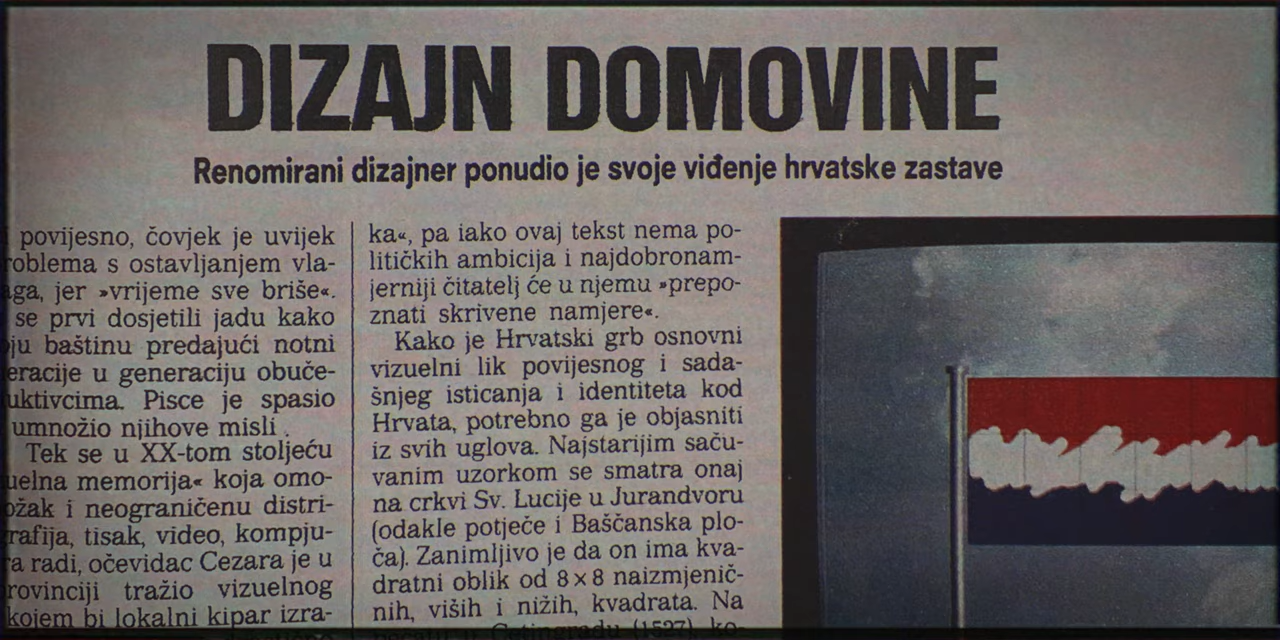 DIZAJN DOMOVINE
Renomirani dizajner ponudio je svoje viđenje hrvatske zastave
povijesno, čovjek je uvijek
roblema s ostavljanjem vla-
aga, jer »vrijeme sve briše«.
se prvi dosjetili jadu kako
ju baštinu predajući notni
eracije u generaciju obuče-
uktivcima. Pisce je spasio
umnožio njihove misli .
Tek se u XX-tom stoljeću
uelna memorija« koja omo-
ožak i neograničenu distri-
rafija, tisak, video, kompju-
a radi, očevidac Cezara je u
rovinciji tražio vizuelnog
kojem bi lokalni kipar izra-
ka«, pa iako ovaj tekst nema po-
litičkih ambicija i najdobronam-
jerniji čitatelj će u njemu »prepo-
znati skrivene namjere«.
Kako je Hrvatski grb osnovni
vizuelni lik povijesnog i sada-
šnjeg isticanja i identiteta kod
Hrvata, potrebno ga je objasniti
iz svih uglova. Najstarijim saču-
vanim uzorkom se smatra onaj
na crkvi Sv. Lucije u Jurandvoru
(odakle potječe i Baščanska plo-
ča). Zanimljivo je da on ima kva-
dratni oblik od 8×8 naizmjenič-
nih, viših i nižih, kvadrata. Na
Cetingradu (1527), ko-